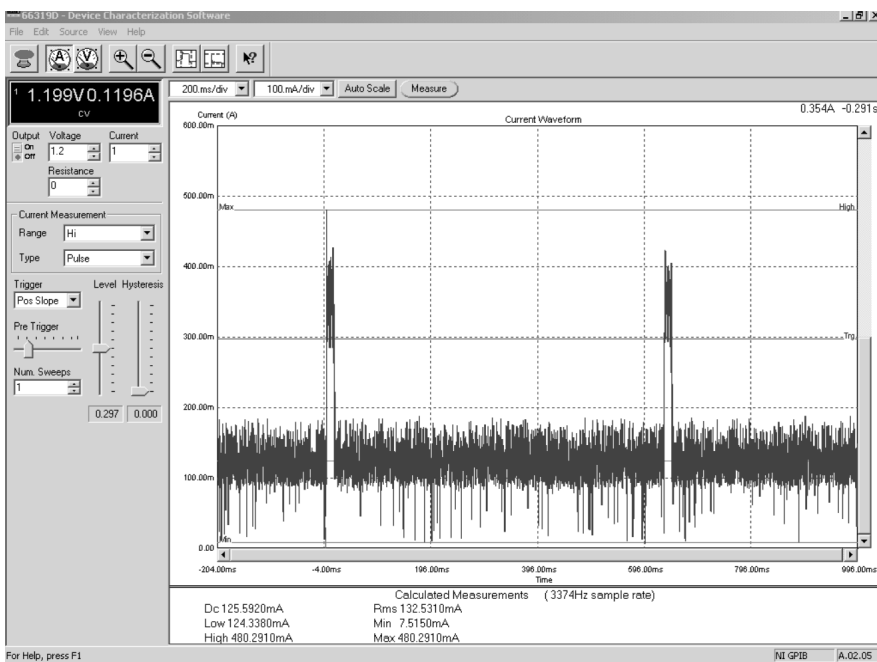 66319D - Device Characterization Software
File Edit Source View Help
1 1.199V 0.1196A
CV
200.ms/div 100.mA/div Auto Scale Measure
Output Voltage Current
On
Off
1.2 1
Resistance
0
Current Measurement
Range Hi
Type Pulse
Trigger Level Hysteresis
Pos Slope
Pre Trigger
Num. Sweeps
1
0.297 0.000
0.354A -0.291s
Current (A)
Current Waveform
600.00m
500.00m
Max High
400.00m
300.00m
Trg
200.00m
100.00m
Min
0.00
-204.00ms -4.00ms 196.00ms 396.00ms 596.00ms 796.00ms 996.00ms
Time
Calculated Measurements (3374Hz sample rate)
Dc 125.5920mA Rms 132.5310mA
Low 124.3380mA Min 7.5150mA
High 480.2910mA Max 480.2910mA
For Help, press F1 NI GPIB A.02.05